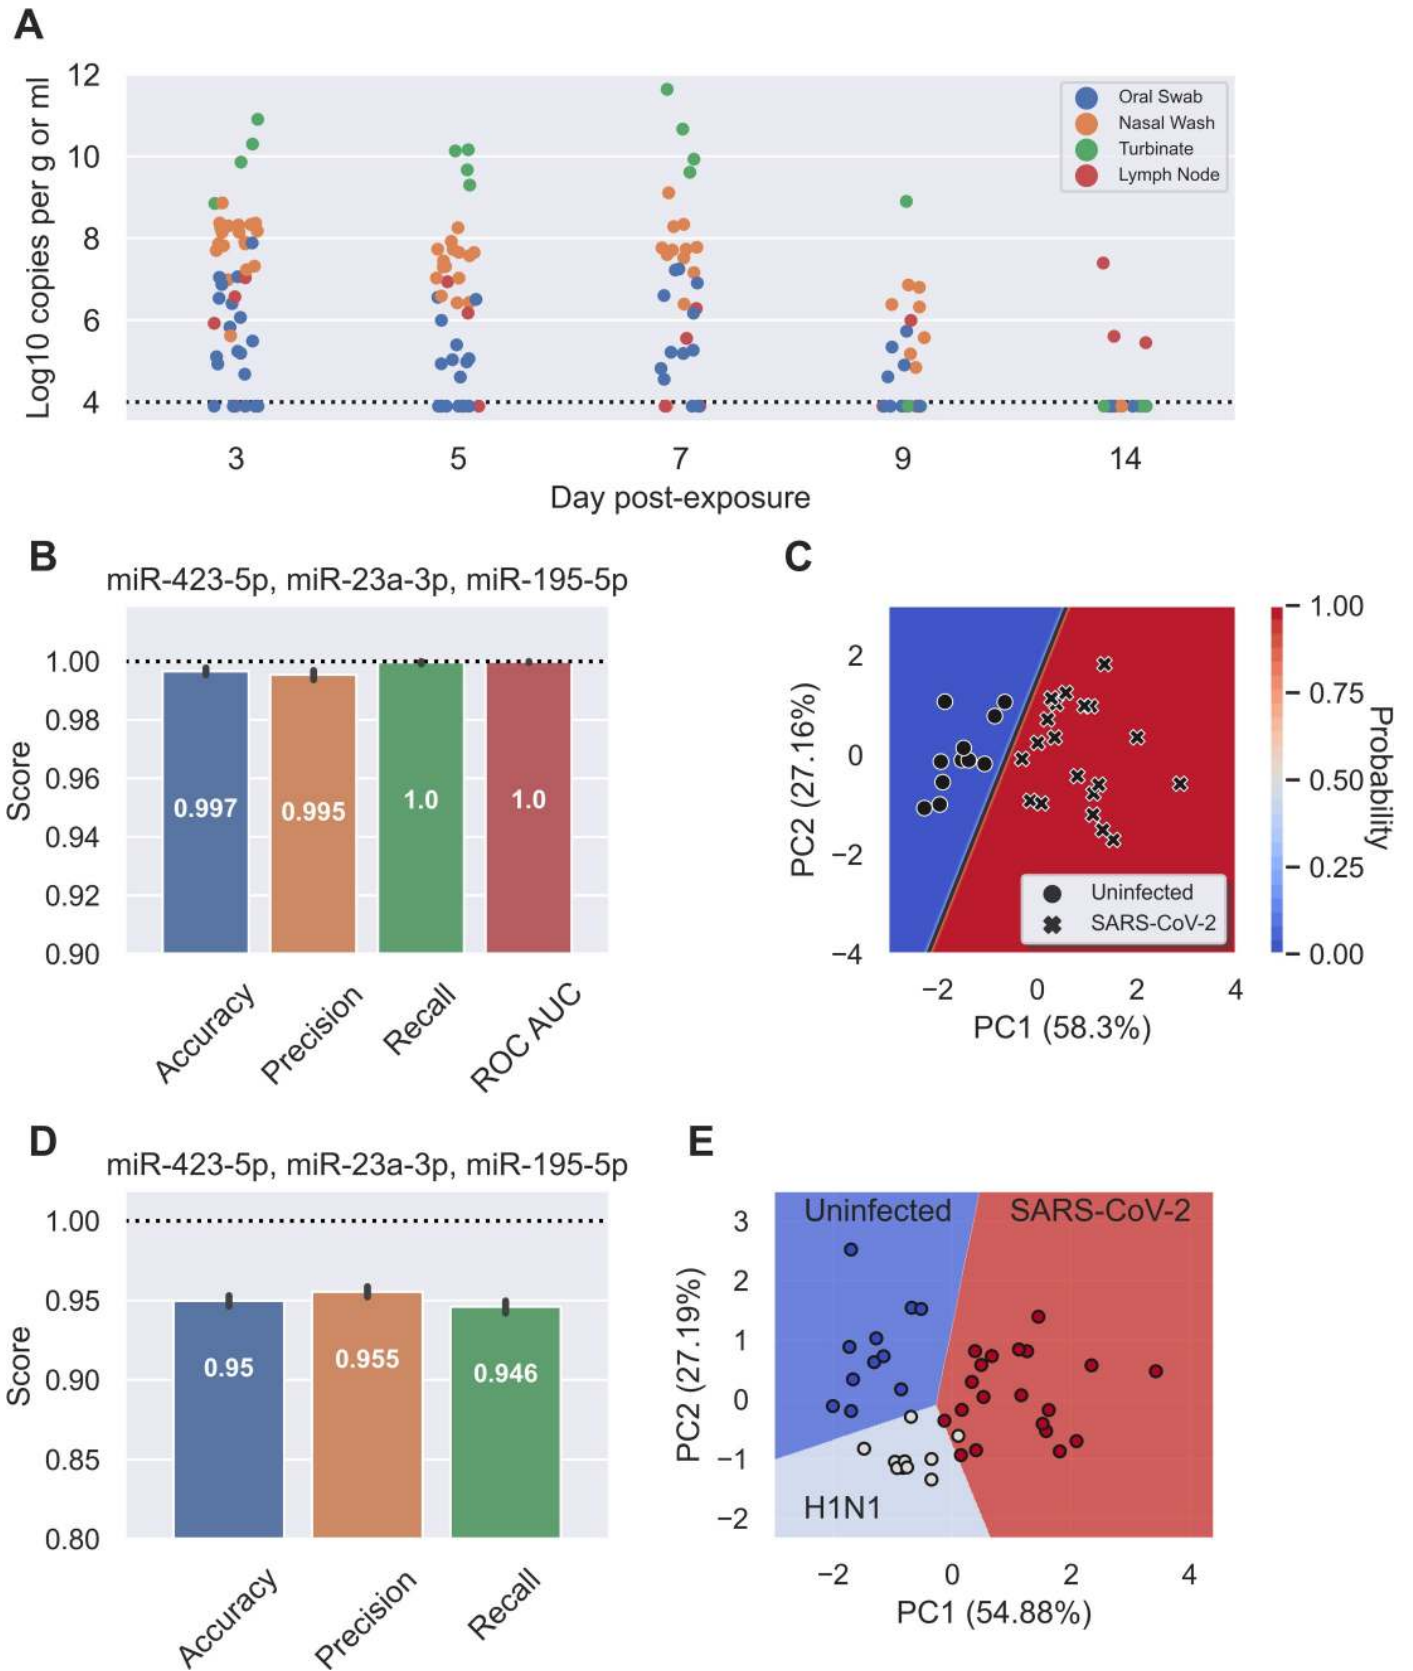 A
Log10 copies per g or ml
12
10
8
6
4
Oral Swab
Nasal Wash
Turbinate
Lymph Node
3 5 7 9 14
Day post-exposure
B
miR-423-5p, miR-23a-3p, miR-195-5p
Score
1.00
0.98
0.96
0.94
0.92
0.90
0.997 0.995 1.0 1.0
Accuracy Precision Recall ROC AUC
C
PC2 (27.16%)
2
0
−2
−4
Uninfected
SARS-CoV-2
−2 0 2 4
PC1 (58.3%)
1.00
0.75
0.50
0.25
0.00
Probability
D
miR-423-5p, miR-23a-3p, miR-195-5p
Score
1.00
0.95
0.90
0.85
0.80
0.95 0.955 0.946
Accuracy Precision Recall
E
PC2 (27.19%)
3
2
1
0
−1
−2
Uninfected SARS-CoV-2
H1N1
−2 0 2 4
PC1 (54.88%)